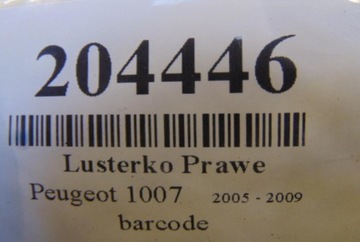 204446
Lusterko Prawe
Peugeot 1007 2005 - 2009
barcode